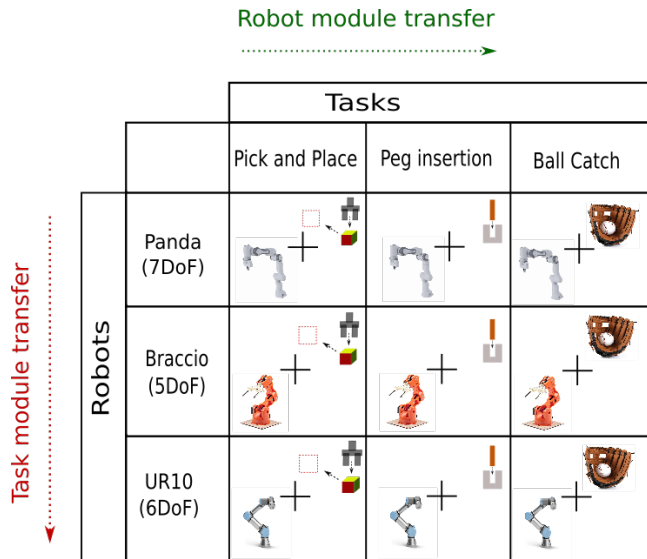 Robot module transfer
Tasks
Pick and Place
Peg insertion
Ball Catch
Task module transfer
Robots
Panda
(7DoF)
Braccio
(5DoF)
UR10
(6DoF)